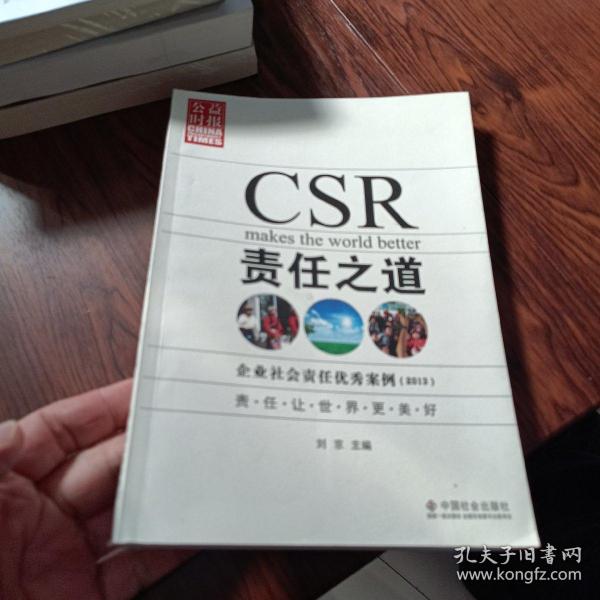 公益
时报
CHINA
TIMES
CSR
makes the world better
责任之道
企业社会责任优秀案例(2013)
责·任·让·世·界·更·美·好
刘京 主编
中国社会出版社
孔夫子旧书网
www.kongfz.com